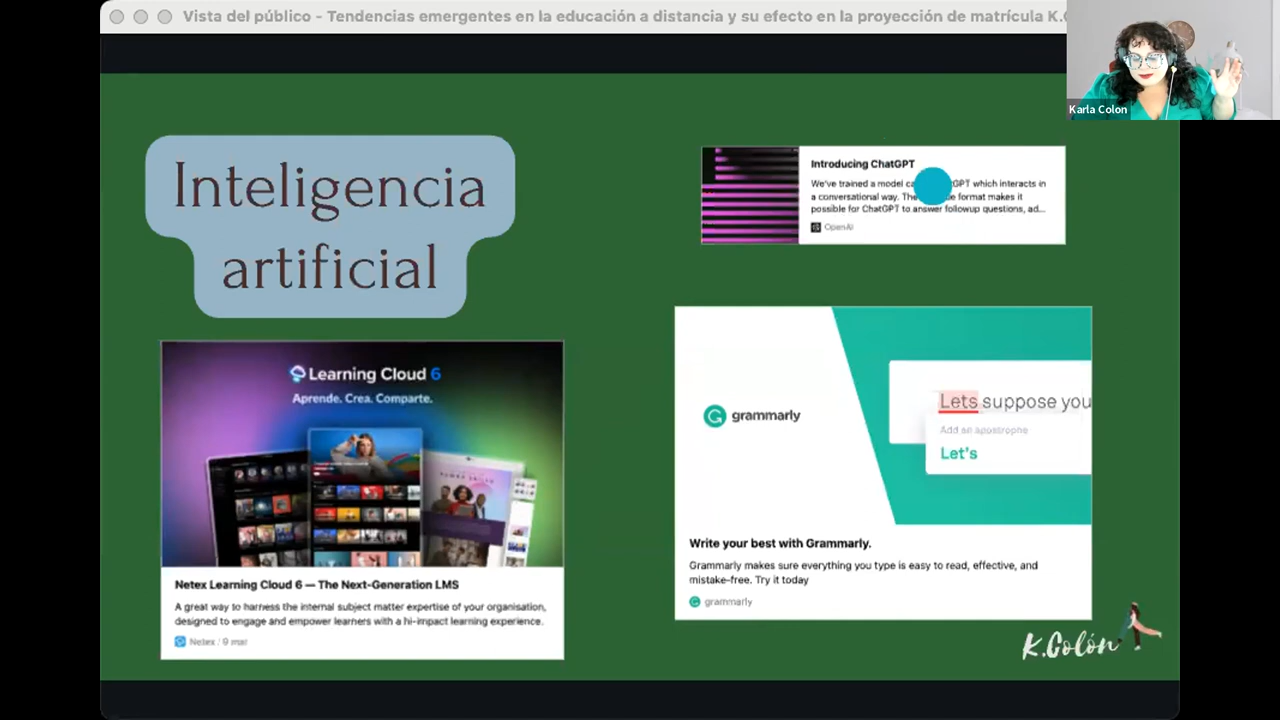 Vista del público - Tendencias emergentes en la educación a distancia y su efecto en la proyección de matrícula
Karla Colon
Inteligencia
artificial
Introducing ChatGPT
We've trained a model which interacts in
a conversational way. The format makes it
possible for ChatGPT to answer followup questions, ad...
OpenAI
Learning Cloud 6
Aprende. Crea. Comparte.
Netex Learning Cloud 6 — The Next-Generation LMS
A great way to harness the internal subject matter expertise of your organisation,
designed to engage and empower learners with a hi-impact learning experience.
Netex / 9 mar
grammarly
Lets suppose you
Add an apostrophe
Let's
Write your best with Grammarly.
Grammarly makes sure everything you type is easy to read, effective, and
mistake-free. Try it today
grammarly
K.Colón